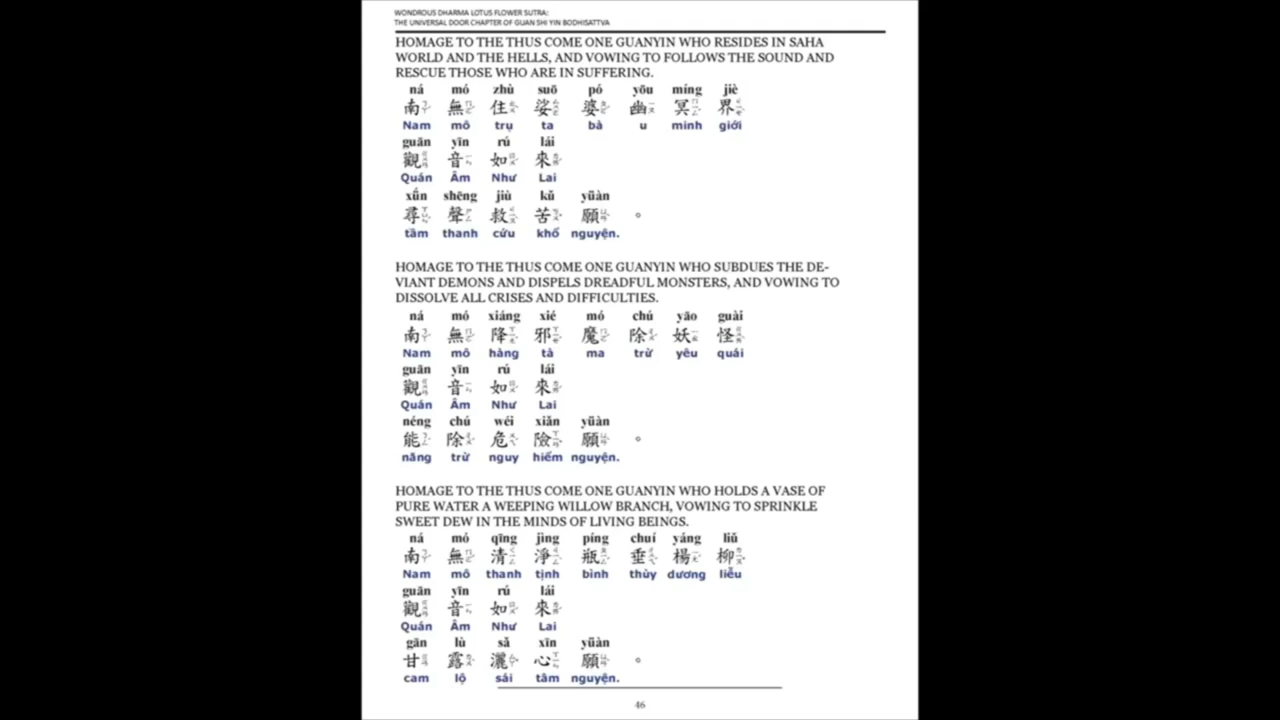 WONDROUS DHARMA LOTUS FLOWER SUTRA:
THE UNIVERSAL DOOR CHAPTER OF GUAN SHI YIN BODHISATTVA
HOMAGE TO THE THUS COME ONE GUANYIN WHO RESIDES IN SAHA
WORLD AND THE HELLS, AND VOWING TO FOLLOWS THE SOUND AND
RESCUE THOSE WHO ARE IN SUFFERING.
ná mó zhù suō pó yōu míng jiè
南 無 住 娑 婆 幽 冥 界
Nam mô trụ ta bà u minh giới
guān yīn rú lái
觀 音 如 來
Quán Âm Như Lai
xǘn shēng jiù kǔ yüàn
尋 聲 救 苦 願 。
tầm thanh cứu khổ nguyện.
HOMAGE TO THE THUS COME ONE GUANYIN WHO SUBDUES THE DE-
VIANT DEMONS AND DISPELS DREADFUL MONSTERS, AND VOWING TO
DISSOLVE ALL CRISES AND DIFFICULTIES.
ná mó xiáng xié mó chú yāo guài
南 無 降 邪 魔 除 妖 怪
Nam mô hàng tà ma trừ yêu quái
guān yīn rú lái
觀 音 如 來
Quán Âm Như Lai
néng chú wéi xiǎn yüàn
能 除 危 險 願 。
năng trừ nguy hiểm nguyện.
HOMAGE TO THE THUS COME ONE GUANYIN WHO HOLDS A VASE OF
PURE WATER A WEEPING WILLOW BRANCH, VOWING TO SPRINKLE
SWEET DEW IN THE MINDS OF LIVING BEINGS.
ná mó qīng jìng píng chuí yáng liǔ
南 無 清 淨 瓶 垂 楊 柳
Nam mô thanh tịnh bình thùy dương liễu
guān yīn rú lái
觀 音 如 來
Quán Âm Như Lai
gān lù sǎ xīn yüàn
甘 露 灑 心 願 。
cam lộ sái tâm nguyện.
46